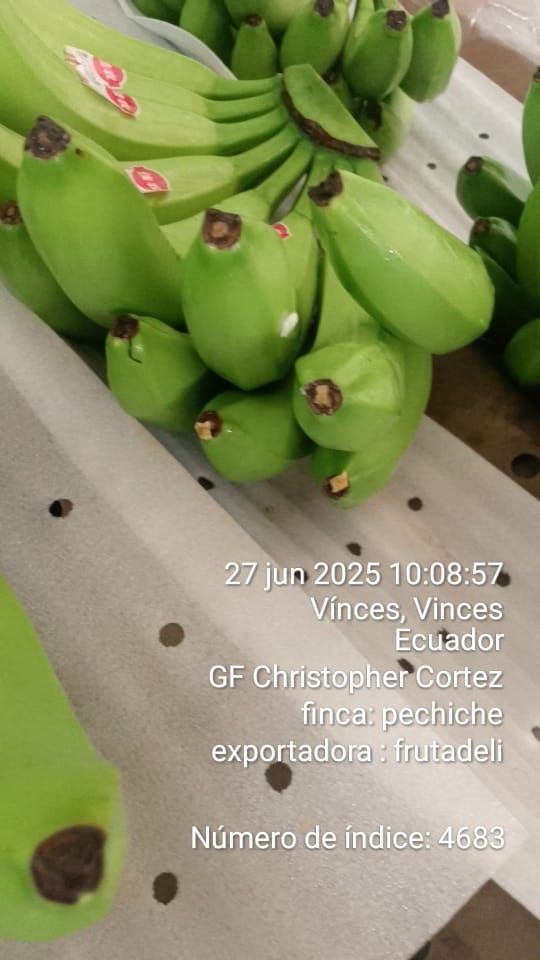 27 jun 2025 10:08:57
Vínces, Vinces
Ecuador
GF Christopher Cortez
finca: pechiche
exportadora : frutadeli
Número de índice: 4683